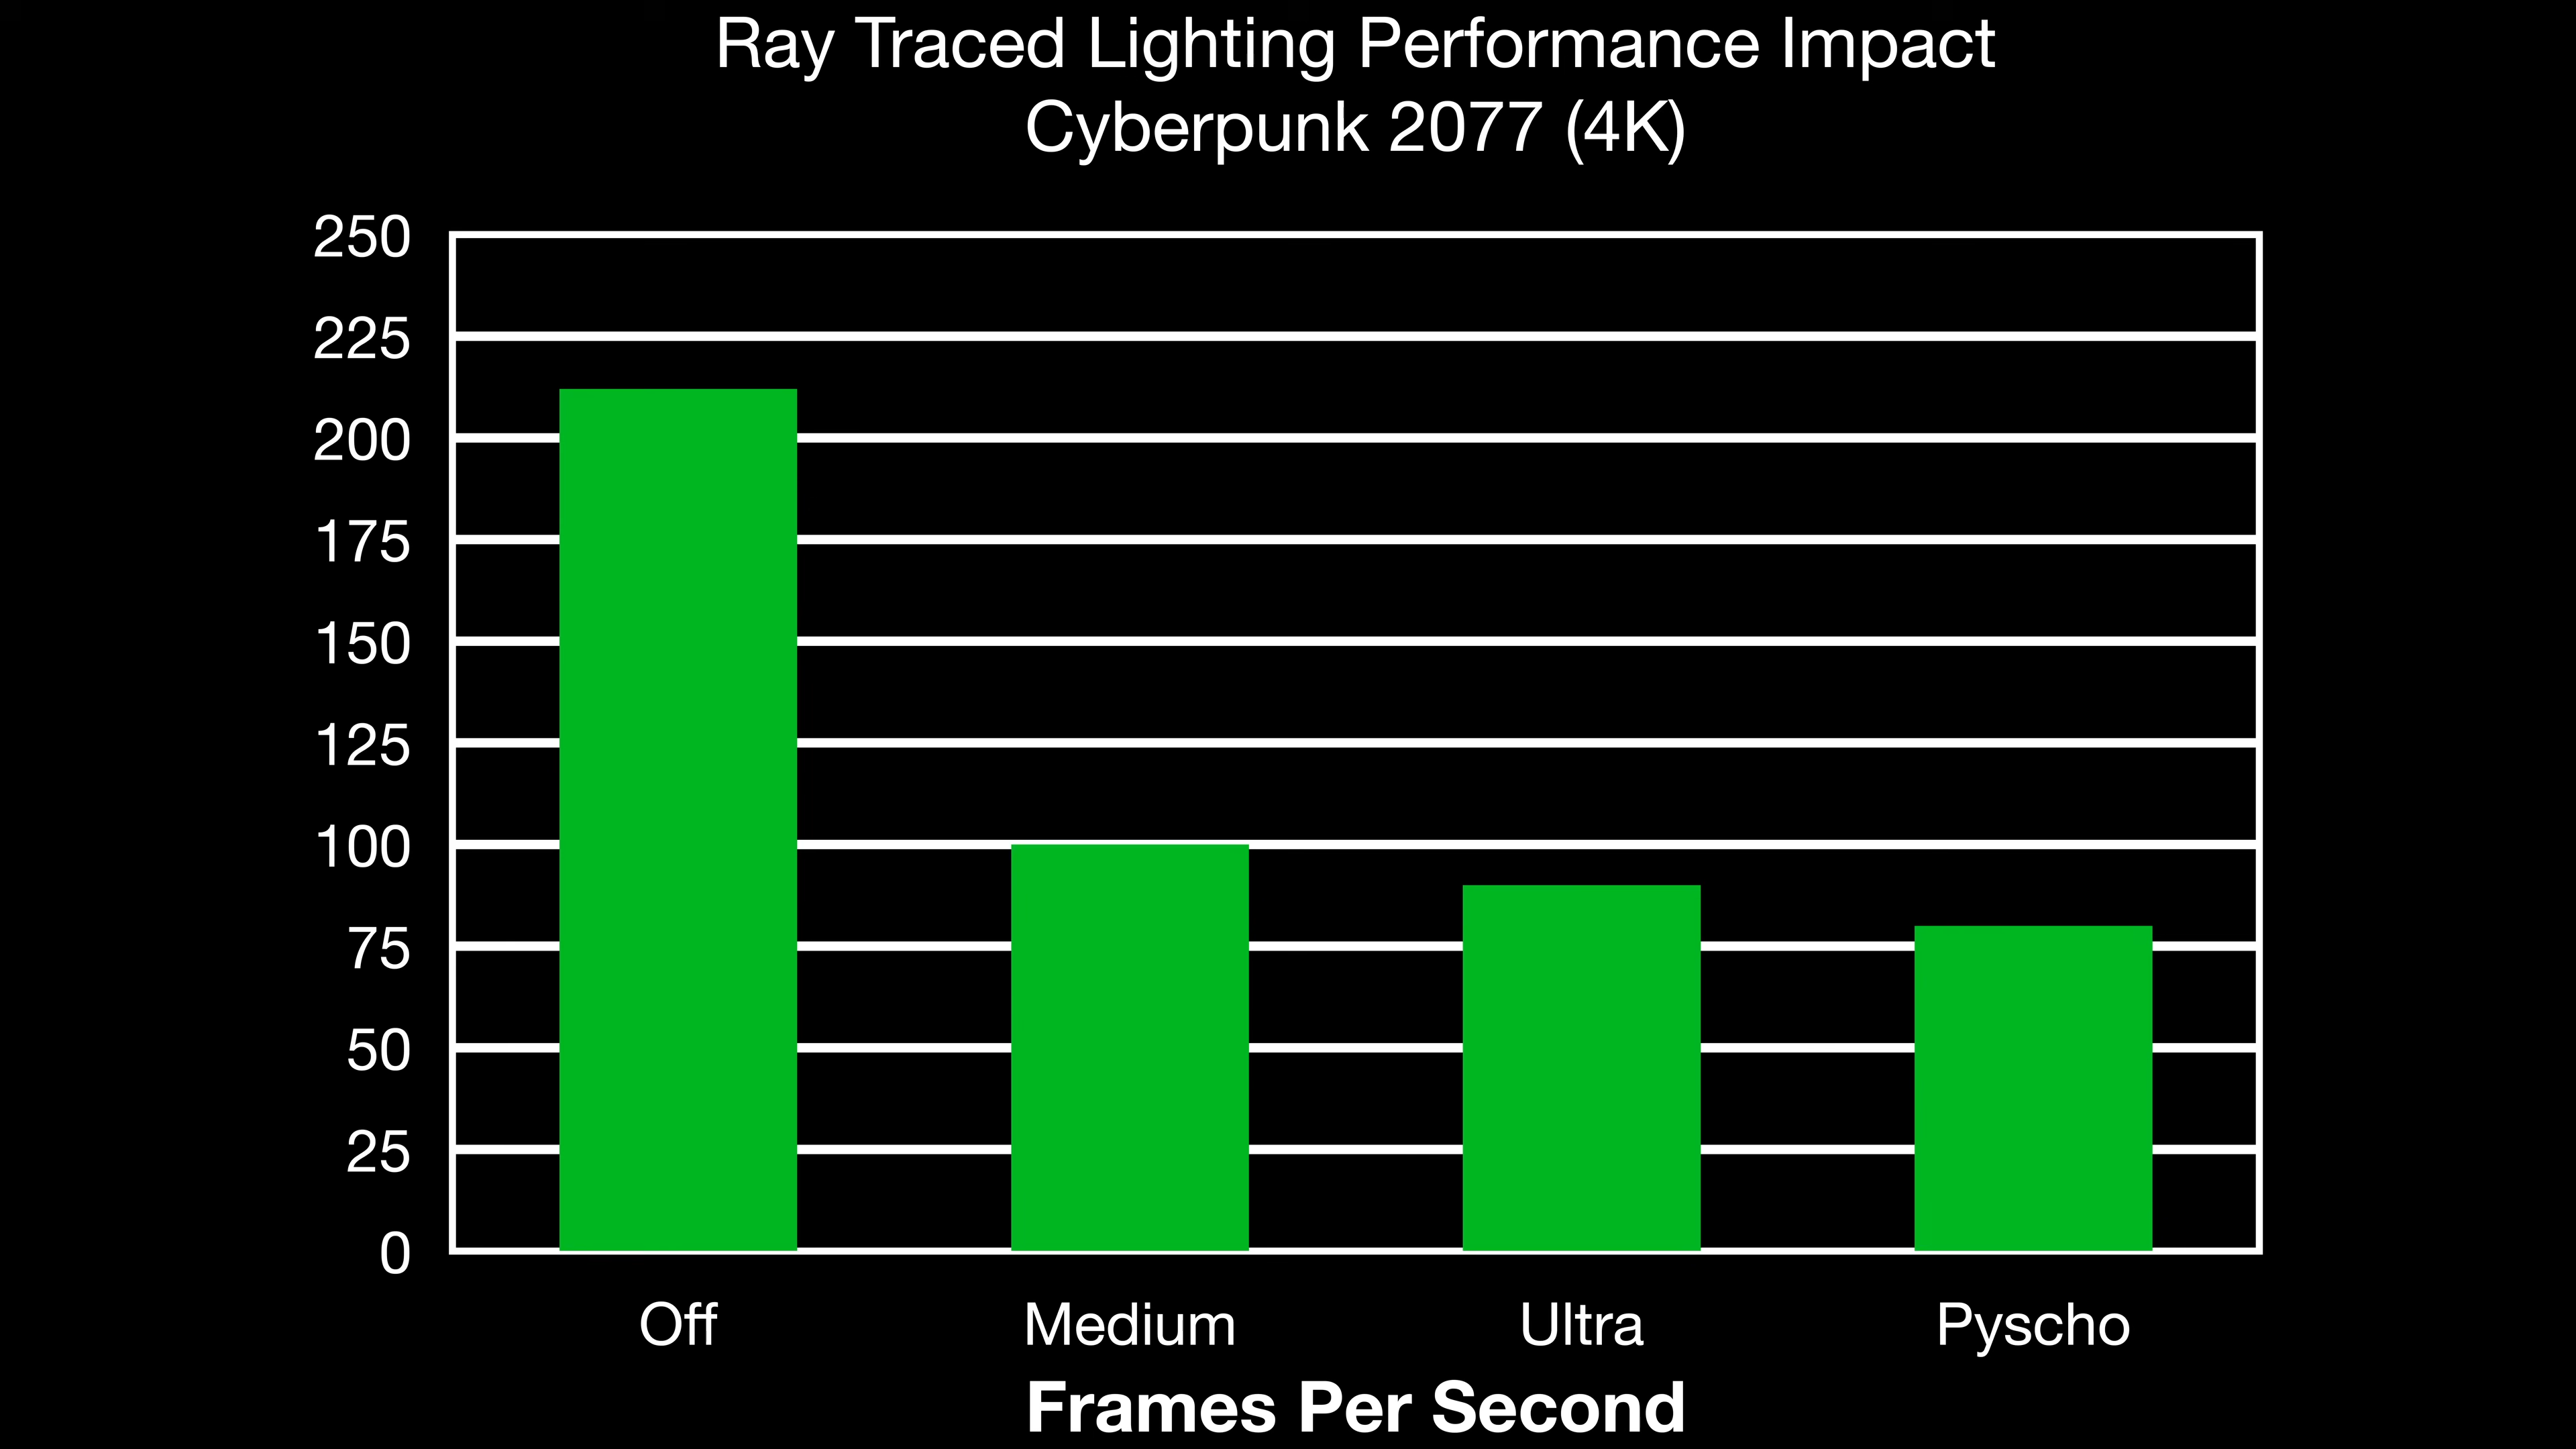 Ray Traced Lighting Performance Impact
Cyberpunk 2077 (4K)
250
225
200
175
150
125
100
75
50
25
0
Off Medium Ultra Pyscho
Frames Per Second